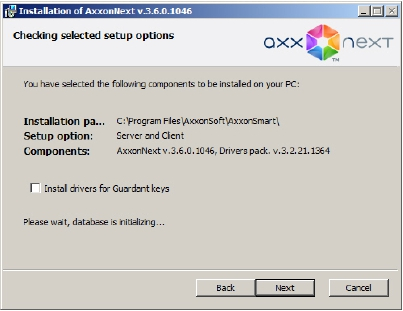 Installation of AxxonNext v.3.6.0.1046
Checking selected setup options
axx next
TM
You have selected the following components to be installed on your PC:
Installation pa... C:\Program Files\AxxonSoft\AxxonSmart\
Setup option: Server and Client
Components: AxxonNext v.3.6.0.1046, Drivers pack. v.3.2.21.1364
Install drivers for Guardant keys
Please wait, database is initializing...
Back Next Cancel